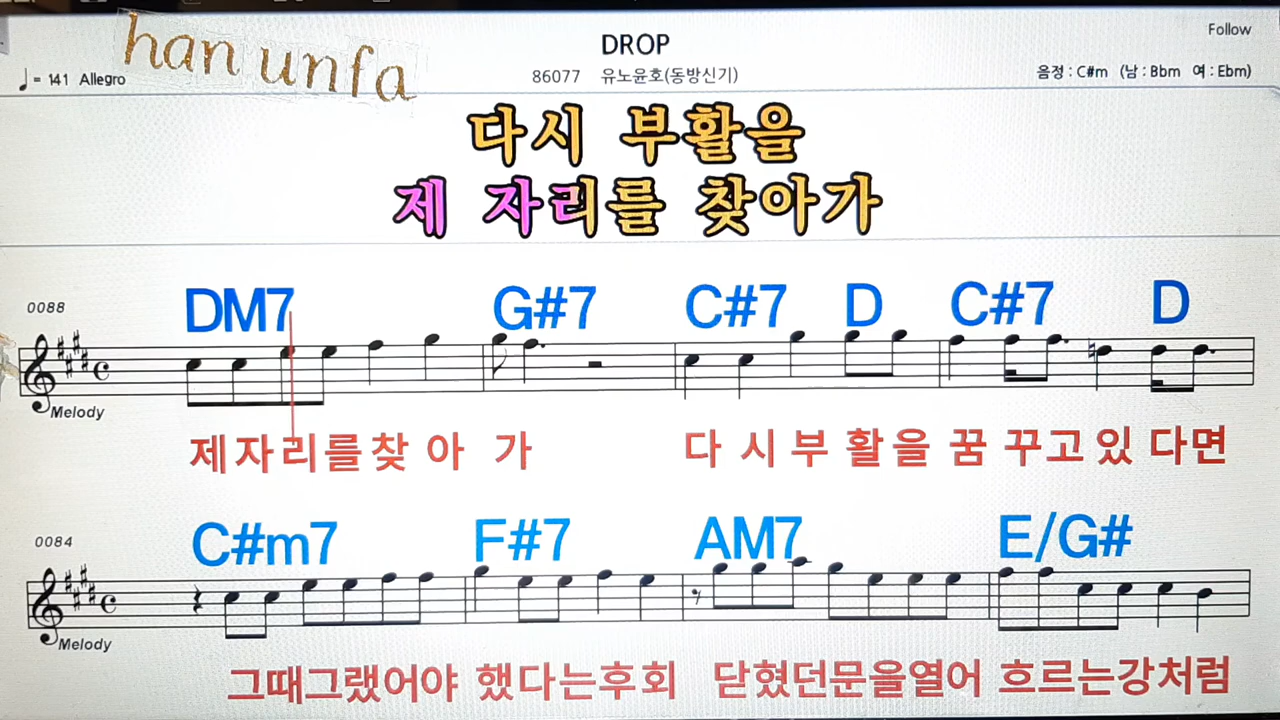 han unfa
DROP
Follow
♩= 141 Allegro
86077 유노윤호(동방신기)
음정 : C#m (남 : Bbm 여 : Ebm)
다시 부활을
제 자리를 찾아가
0088
DM7 G#7 C#7 D C#7 D
Melody
제자리를찾 아 가 다 시 부 활을 꿈 꾸고있 다면
0084
C#m7 F#7 AM7 E/G#
Melody
그때그랬어야 했다는후회 닫혔던문을열어 흐르는강처럼